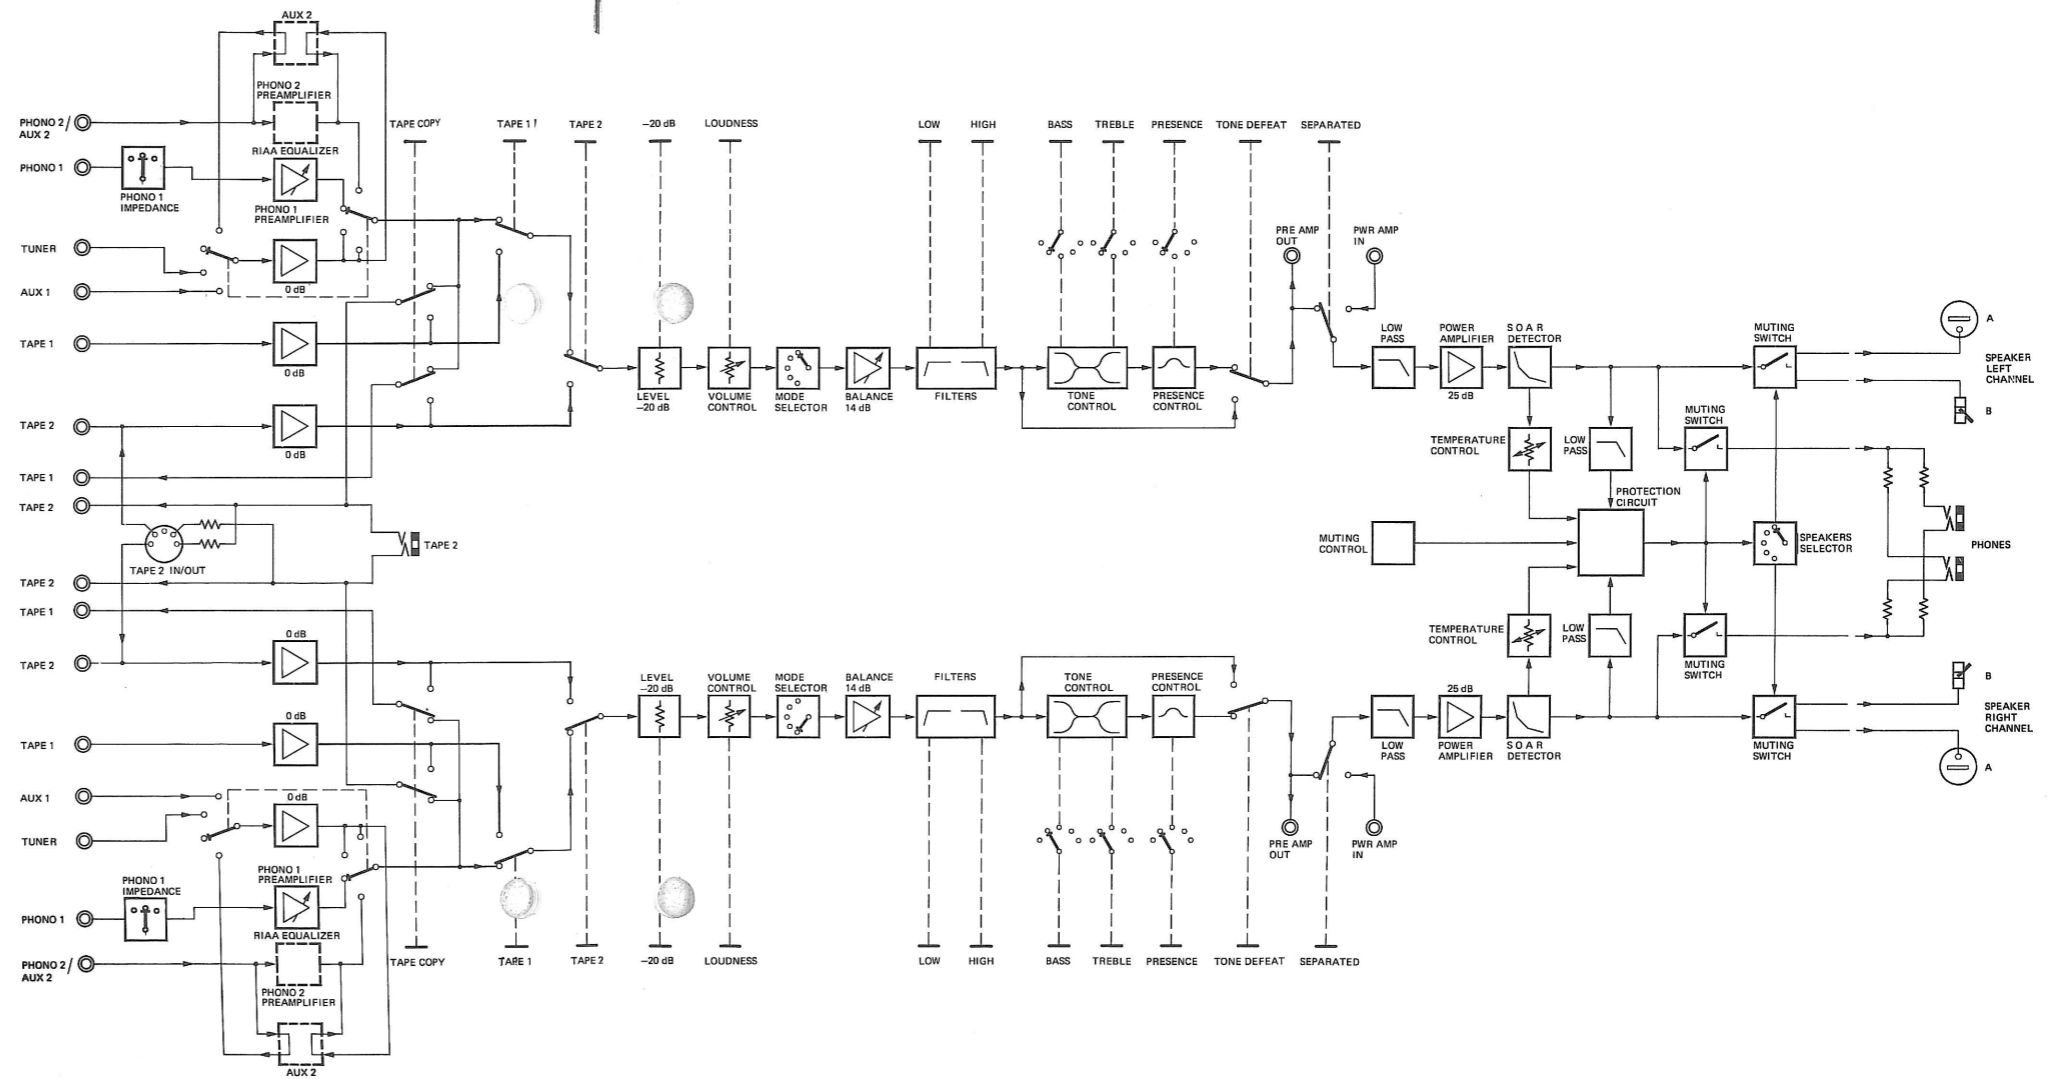 AUX 2
PHONO 2
PREAMPLIFIER
PHONO 2/
AUX 2
TAPE COPY
TAPE 1
TAPE 2
–20 dB
LOUDNESS
LOW
HIGH
BASS
TREBLE
PRESENCE
TONE DEFEAT
SEPARATED
RIAA EQUALIZER
PHONO 1
PHONO 1
IMPEDANCE
PHONO 1
PREAMPLIFIER
TUNER
0 dB
AUX 1
PRE AMP
OUT
PWR AMP
IN
TAPE 1
0 dB
LOW
PASS
POWER
AMPLIFIER
SOAR
DETECTOR
MUTING
SWITCH
A
SPEAKER
LEFT
CHANNEL
B
LEVEL
–20 dB
VOLUME
CONTROL
MODE
SELECTOR
BALANCE
14 dB
FILTERS
TONE
CONTROL
PRESENCE
CONTROL
25 dB
MUTING
SWITCH
TAPE 2
0 dB
TEMPERATURE
CONTROL
LOW
PASS
TAPE 1
TAPE 2
PROTECTION
CIRCUIT
TAPE 2
MUTING
CONTROL
SPEAKERS
SELECTOR
PHONES
TAPE 2 IN/OUT
TAPE 2
TAPE 1
0 dB
TEMPERATURE
CONTROL
LOW
PASS
TAPE 2
MUTING
SWITCH
LEVEL
–20 dB
VOLUME
CONTROL
MODE
SELECTOR
BALANCE
14 dB
FILTERS
TONE
CONTROL
PRESENCE
CONTROL
25 dB
B
SPEAKER
RIGHT
CHANNEL
0 dB
TAPE 1
LOW
PASS
POWER
AMPLIFIER
SOAR
DETECTOR
MUTING
SWITCH
A
AUX 1
0 dB
TUNER
PRE AMP
OUT
PWR AMP
IN
PHONO 1
IMPEDANCE
PHONO 1
PREAMPLIFIER
PHONO 1
RIAA EQUALIZER
PHONO 2/
AUX 2
TAPE COPY
TAPE 1
TAPE 2
–20 dB
LOUDNESS
LOW
HIGH
BASS
TREBLE
PRESENCE
TONE DEFEAT
SEPARATED
PHONO 2
PREAMPLIFIER
AUX 2